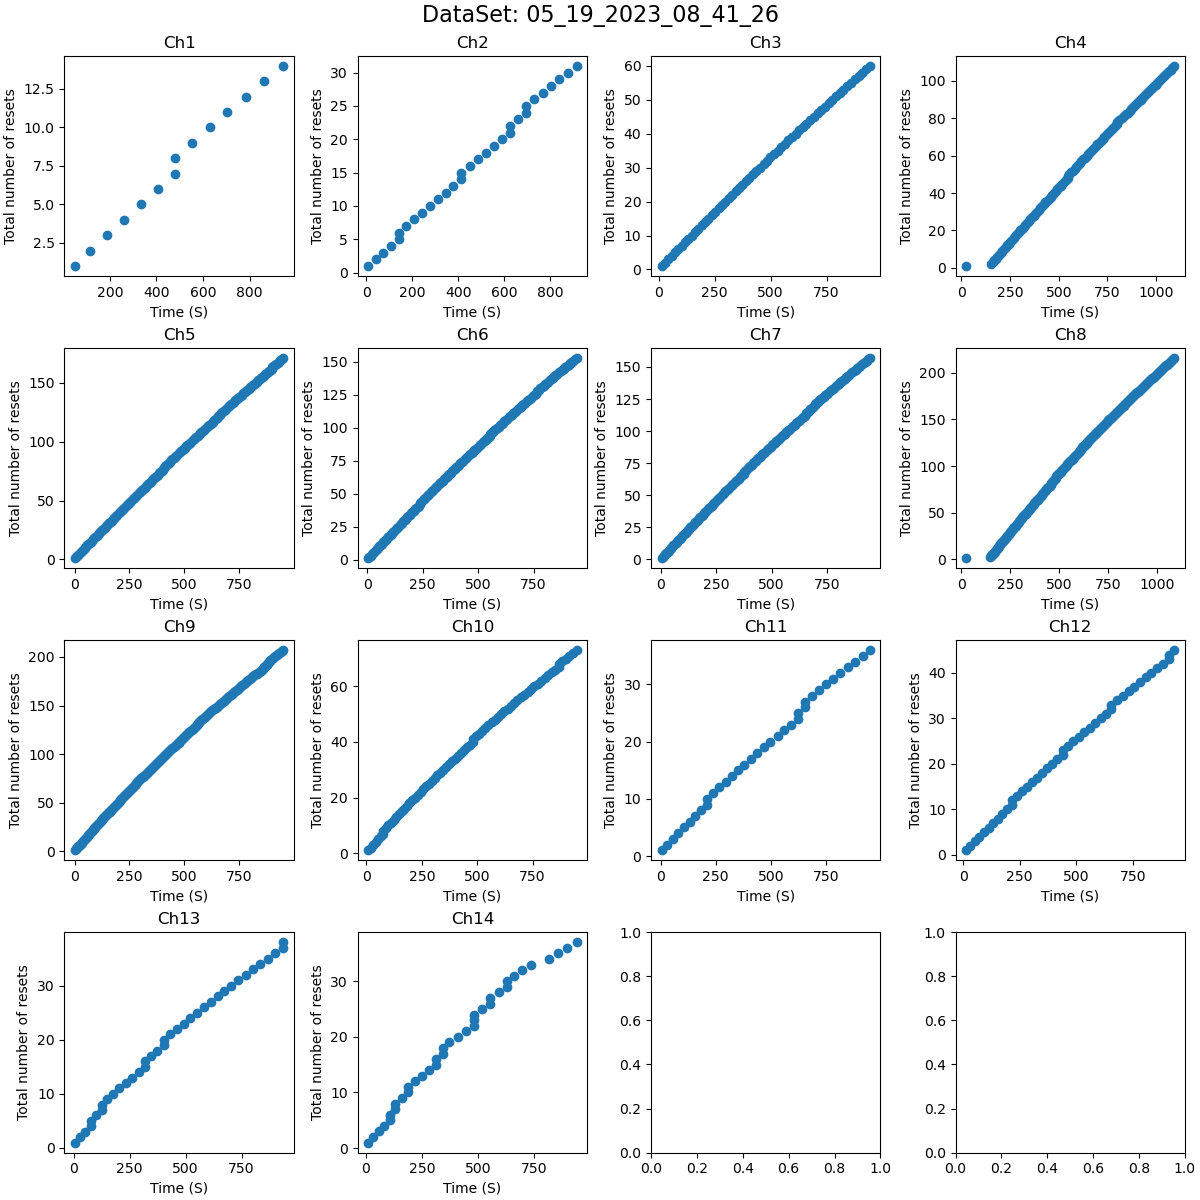 DataSet: 05_19_2023_08_41_26
Ch1
Total number of resets
12.5
10.0
7.5
5.0
2.5
200 400 600 800
Time (S)
Ch2
Total number of resets
30
25
20
15
10
5
0
0 200 400 600 800
Time (S)
Ch3
Total number of resets
60
50
40
30
20
10
0
0 250 500 750
Time (S)
Ch4
Total number of resets
100
80
60
40
20
0
0 250 500 750 1000
Time (S)
Ch5
Total number of resets
150
100
50
0
0 250 500 750
Time (S)
Ch6
Total number of resets
150
125
100
75
50
25
0
0 250 500 750
Time (S)
Ch7
Total number of resets
150
125
100
75
50
25
0
0 250 500 750
Time (S)
Ch8
Total number of resets
200
150
100
50
0
0 250 500 750 1000
Time (S)
Ch9
Total number of resets
200
150
100
50
0
0 250 500 750
Time (S)
Ch10
Total number of resets
60
40
20
0
0 250 500 750
Time (S)
Ch11
Total number of resets
30
20
10
0
0 250 500 750
Time (S)
Ch12
Total number of resets
40
30
20
10
0
0 250 500 750
Time (S)
Ch13
Total number of resets
30
20
10
0
0 250 500 750
Time (S)
Ch14
Total number of resets
30
20
10
0
0 250 500 750
Time (S)
1.0
0.8
0.6
0.4
0.2
0.0
0.0 0.2 0.4 0.6 0.8 1.0
1.0
0.8
0.6
0.4
0.2
0.0
0.0 0.2 0.4 0.6 0.8 1.0